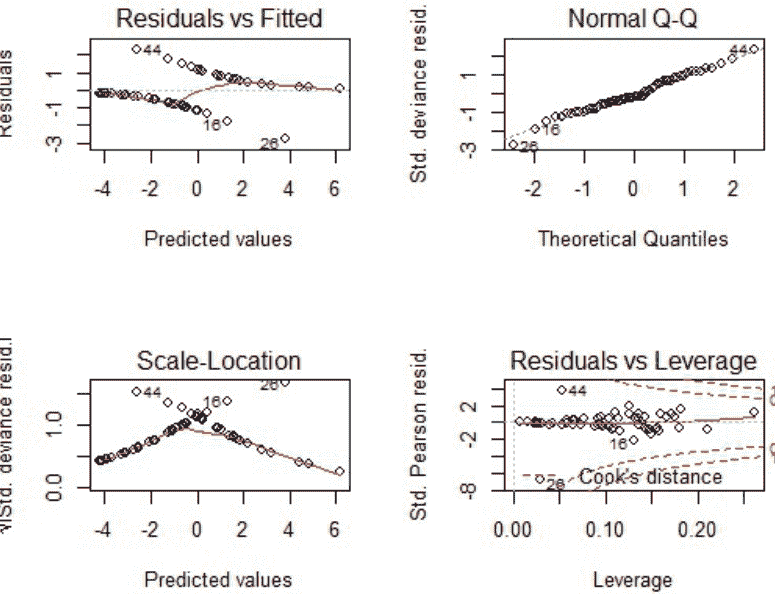 Residuals vs Fitted
Residuals
1
-1
-3
44
16
26
-4 -2 0 2 4 6
Predicted values
Normal Q-Q
Std. deviance resid.
1
-1
-3
44
16
26
-2 -1 0 1 2
Theoretical Quantiles
Scale-Location
Std. deviance resid.
1.0
0.0
44
16
26
-4 -2 0 2 4 6
Predicted values
Residuals vs Leverage
Std. Pearson resid.
2
-2
-8
44
16
26
Cook's distance
0.00 0.10 0.20
Leverage